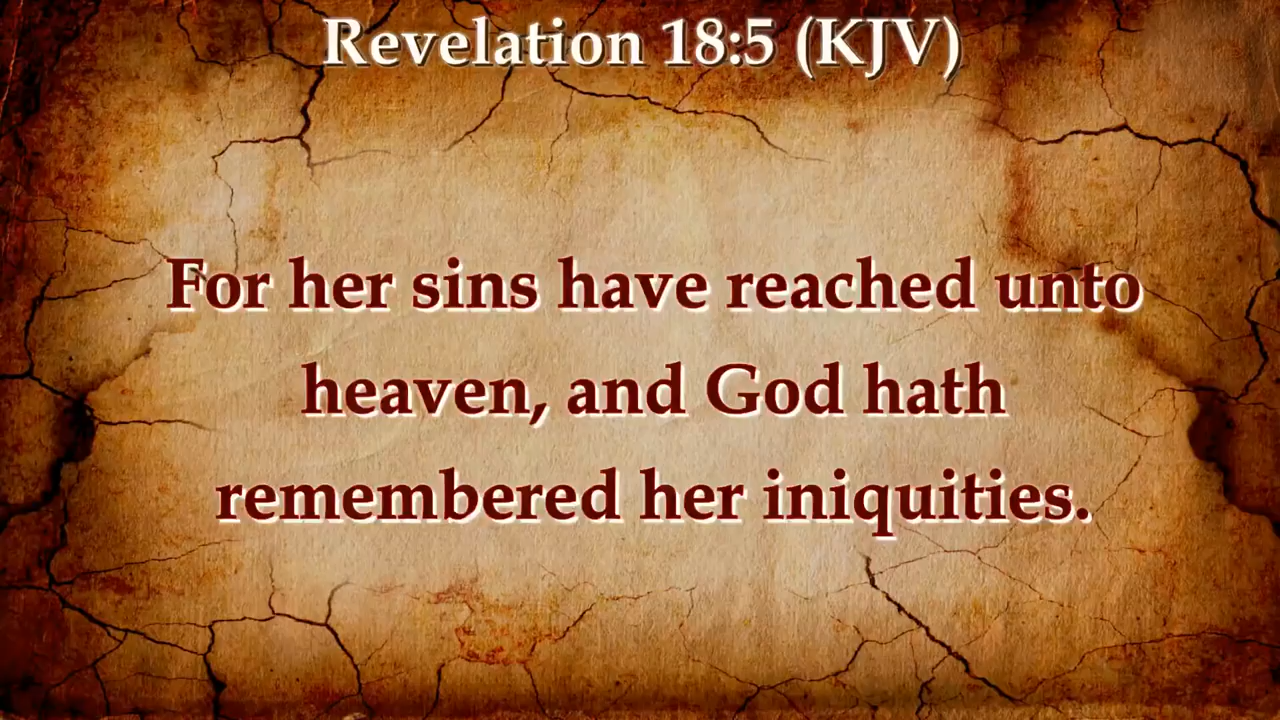 Revelation 18:5 (KJV)
For her sins have reached unto
heaven, and God hath
remembered her iniquities.